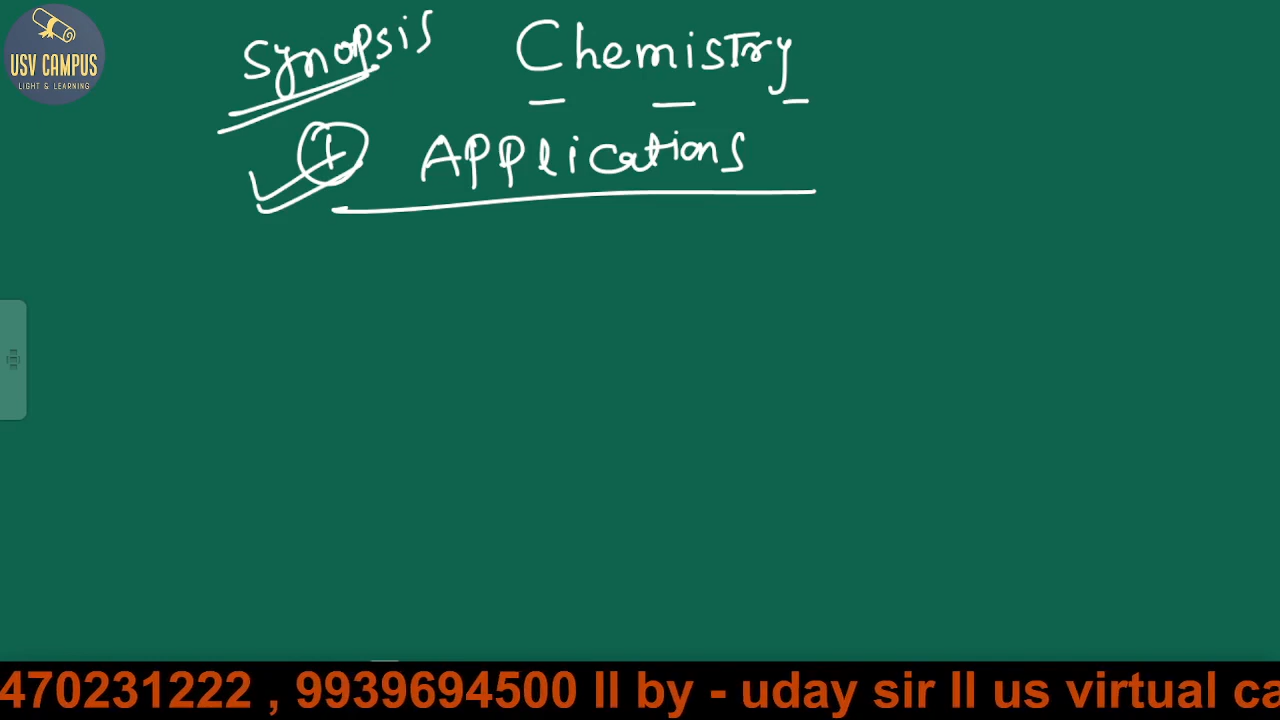 USV CAMPUS
LIGHT & LEARNING
Synopsis Chemistry
① Applications
470231222 , 9939694500 ll by - uday sir ll us virtual ca